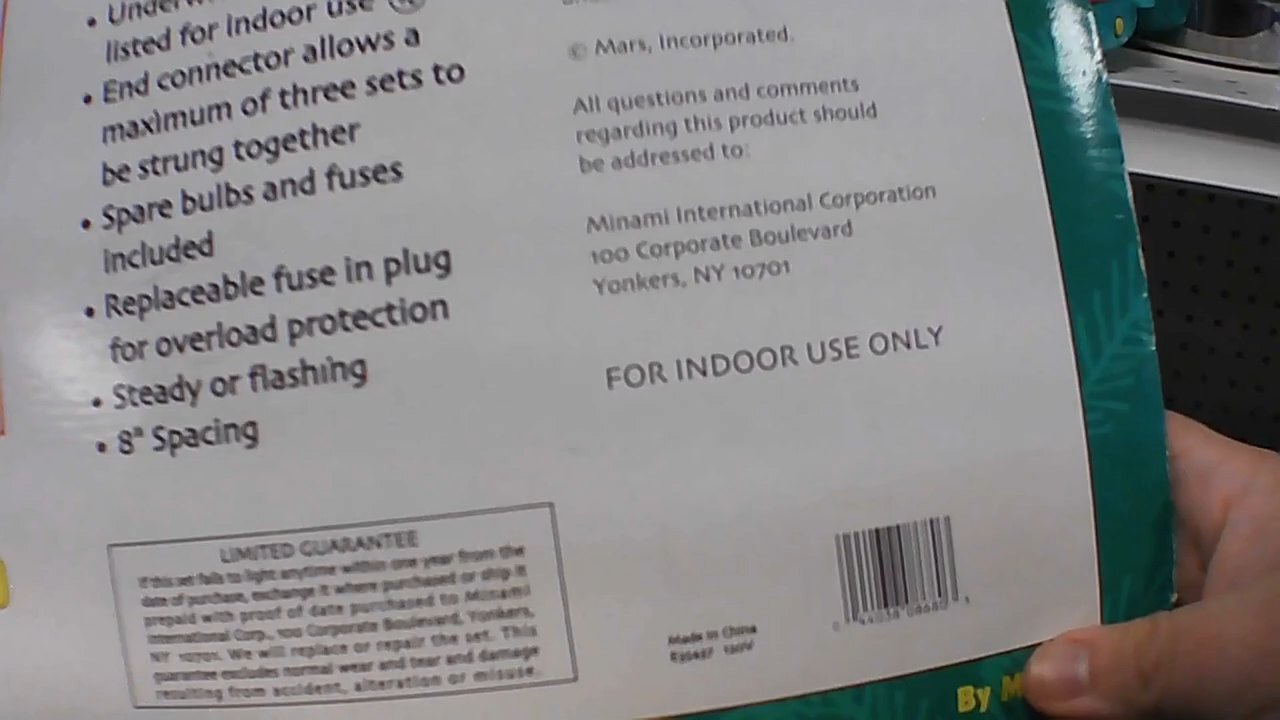 listed for indoor use
• End connector allows a
maximum of three sets to
be strung together
• Spare bulbs and fuses
included
• Replaceable fuse in plug
for overload protection
• Steady or flashing
• 8" Spacing
© Mars, Incorporated.
All questions and comments
regarding this product should
be addressed to:
Minami International Corporation
100 Corporate Boulevard
Yonkers, NY 10701
FOR INDOOR USE ONLY
LIMITED GUARANTEE
If this set fails to light anytime within one year from the
date of purchase, exchange it where purchased or ship it
prepaid with proof of date purchased to Minami
International Corp., 100 Corporate Boulevard, Yonkers,
NY 10701. We will replace or repair the set. This
guarantee excludes normal wear and tear and damage
resulting from accident, alteration or misuse.
Made in China
By